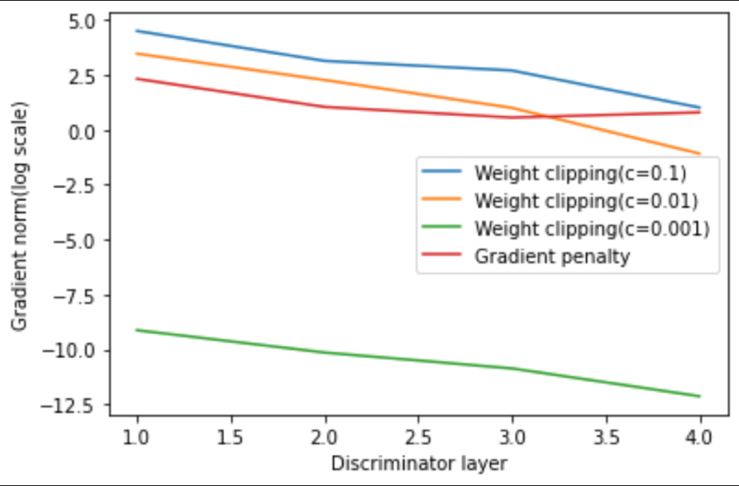 5.0
2.5
0.0
−2.5
−5.0
−7.5
−10.0
−12.5
Gradient norm(log scale)
Weight clipping(c=0.1)
Weight clipping(c=0.01)
Weight clipping(c=0.001)
Gradient penalty
1.0 1.5 2.0 2.5 3.0 3.5 4.0
Discriminator layer